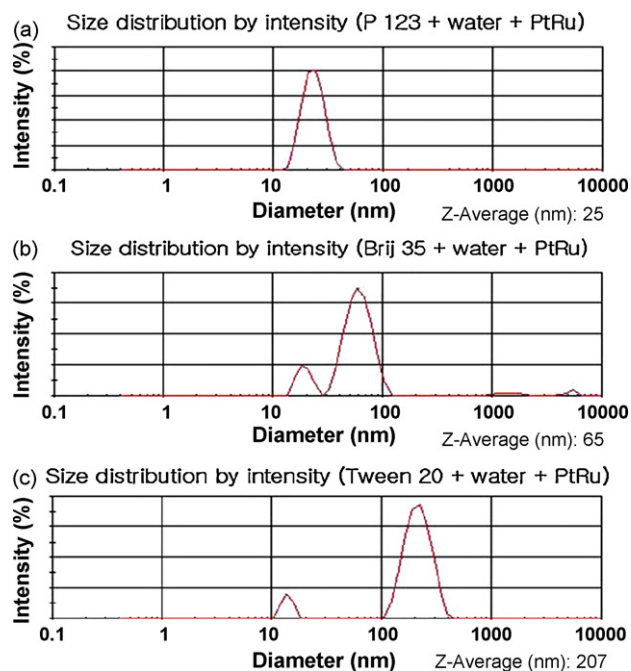 (a) Size distribution by intensity (P 123 + water + PtRu)
Intensity (%)
0.1 1 10 100 1000 10000
Diameter (nm)
Z-Average (nm): 25
(b) Size distribution by intensity (Brij 35 + water + PtRu)
Intensity (%)
0.1 1 10 100 1000 10000
Diameter (nm)
Z-Average (nm): 65
(c) Size distribution by intensity (Tween 20 + water + PtRu)
Intensity (%)
0.1 1 10 100 1000 10000
Diameter (nm)
Z-Average (nm): 207